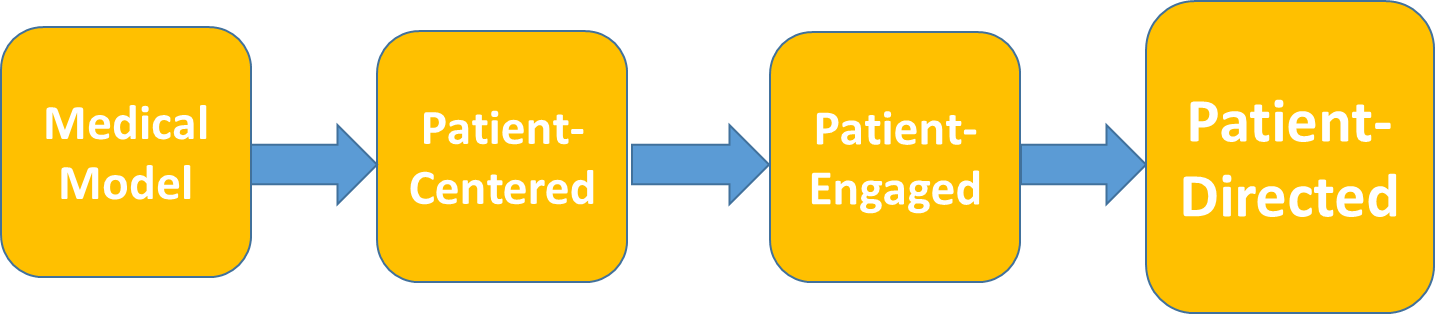 Medical
Model
Patient-
Centered
Patient-
Engaged
Patient-
Directed